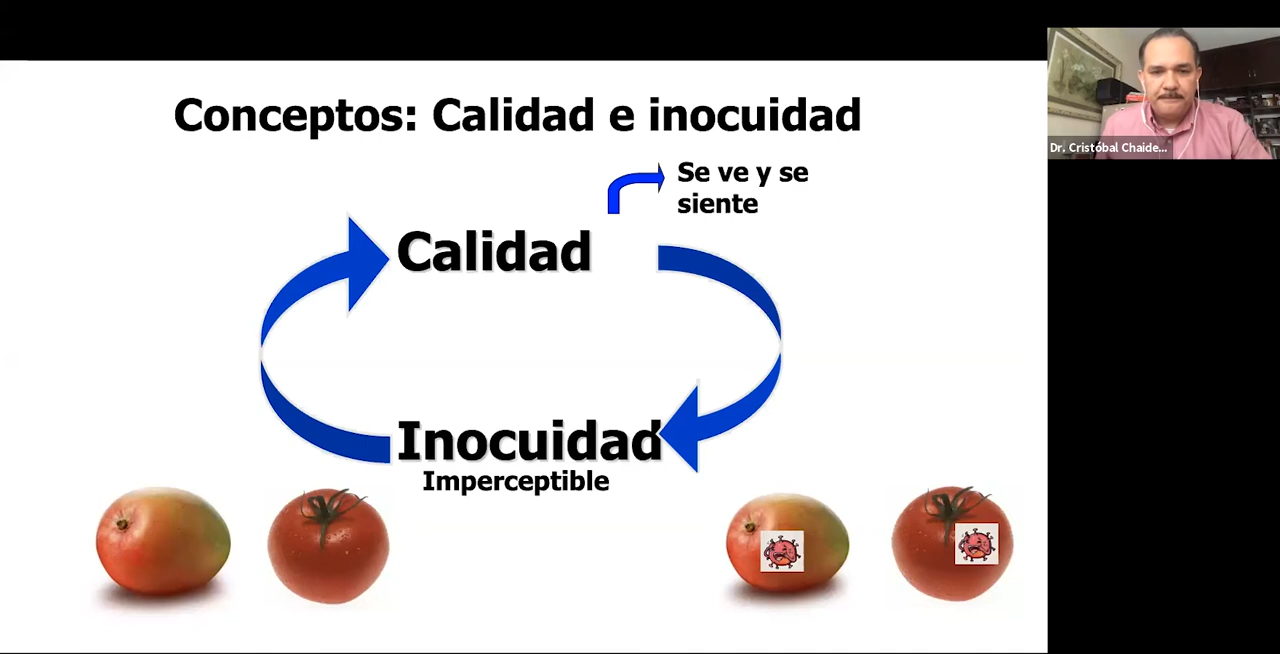 Conceptos: Calidad e inocuidad
Se ve y se
siente
Calidad
Inocuidad
Imperceptible
Dr. Cristóbal Chaide...